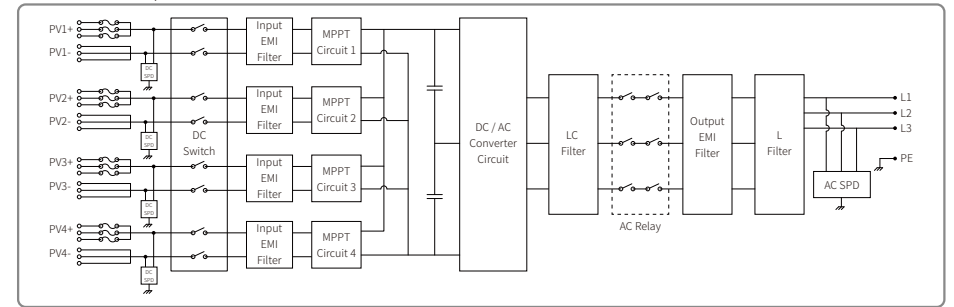 PV1+
PV1-
DC
SPD
Input
EMI
Filter
MPPT
Circuit 1
PV2+
PV2-
DC
SPD
Input
EMI
Filter
MPPT
Circuit 2
PV3+
PV3-
DC
SPD
Input
EMI
Filter
MPPT
Circuit 3
PV4+
PV4-
DC
SPD
Input
EMI
Filter
MPPT
Circuit 4
DC
Switch
DC / AC
Converter
Circuit
LC
Filter
AC Relay
Output
EMI
Filter
L
Filter
L1
L2
L3
PE
AC SPD